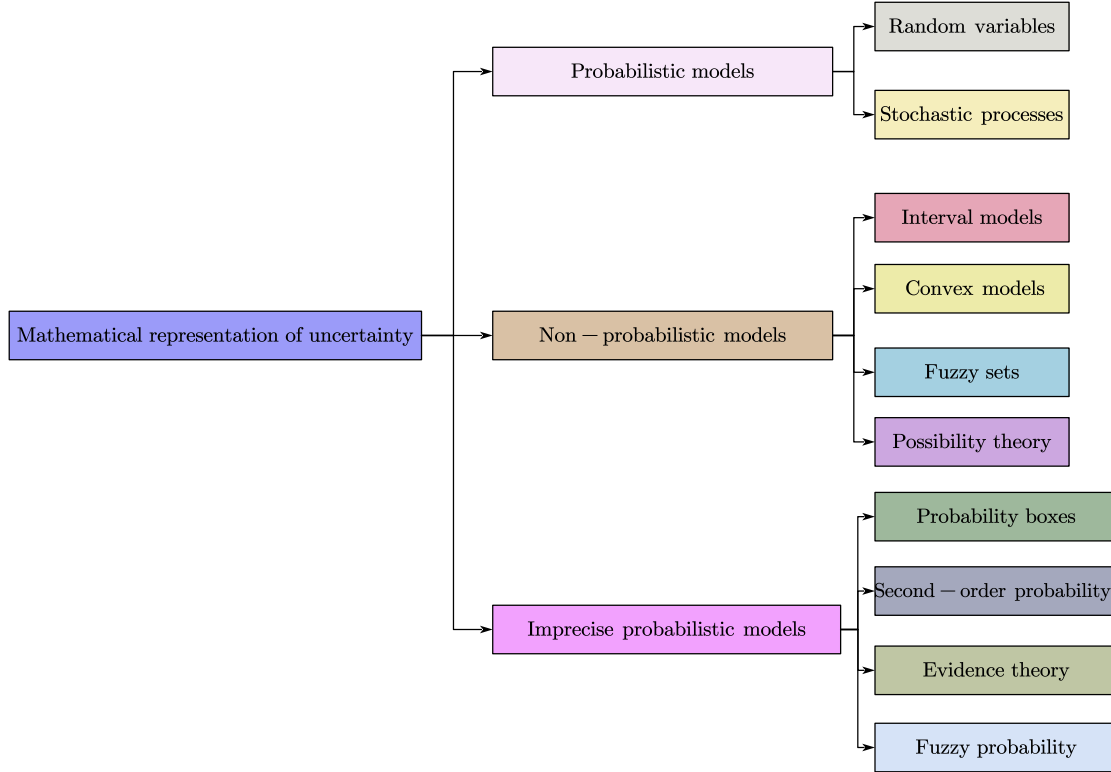 Random variables
Probabilistic models
Stochastic processes
Interval models
Convex models
Mathematical representation of uncertainty
Non − probabilistic models
Fuzzy sets
Possibility theory
Probability boxes
Second − order probability
Imprecise probabilistic models
Evidence theory
Fuzzy probability